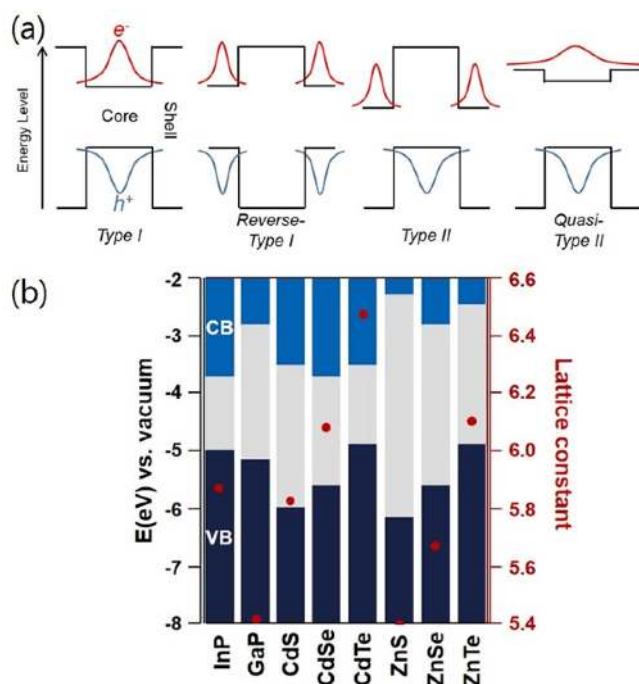 (a)
Energy Level
e-
Core
Shell
h+
Type I
Reverse-
Type I
Type II
Quasi-
Type II
(b)
E(eV) vs. vacuum
-2
-3
-4
-5
-6
-7
-8
CB
VB
6.6
6.4
6.2
6.0
5.8
5.6
5.4
Lattice constant
InP
GaP
CdS
CdSe
CdTe
ZnS
ZnSe
ZnTe